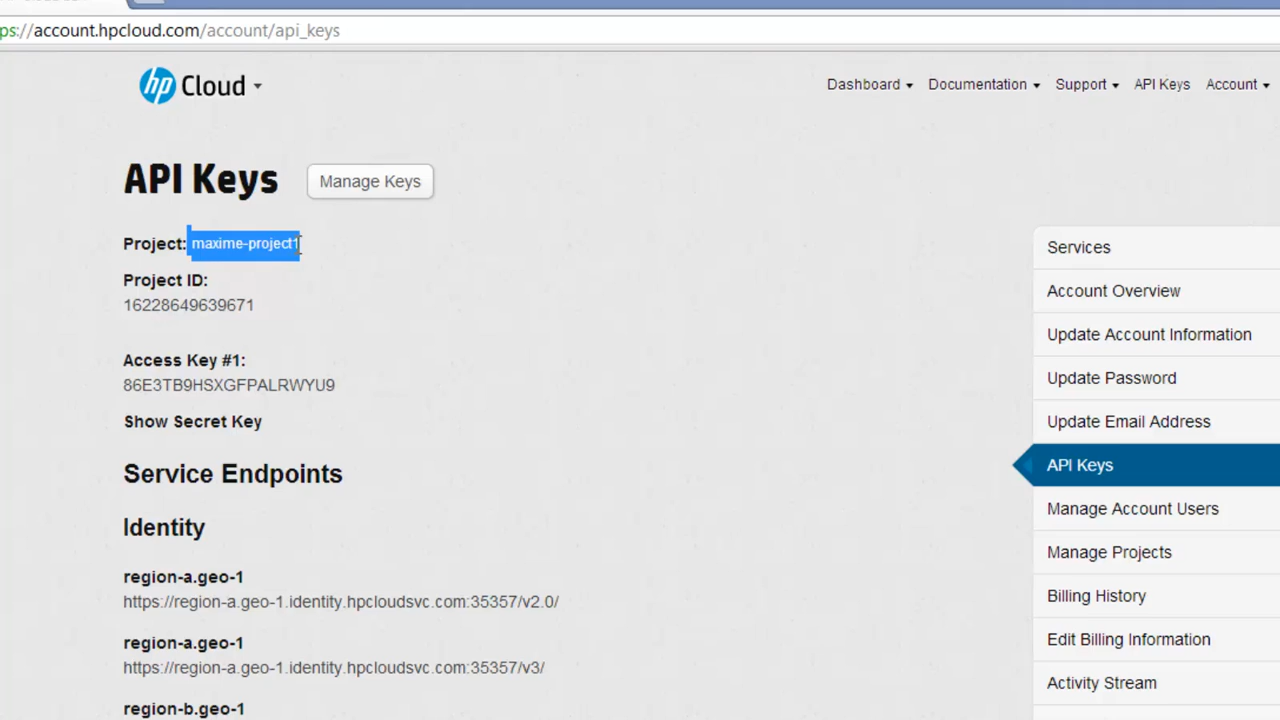 ps://account.hpcloud.com/account/api_keys
hp Cloud
Dashboard Documentation Support API Keys Account
API Keys
Manage Keys
Project: maxime-project1
Project ID:
16228649639671
Access Key #1:
86E3TB9HSXGFPALRWYU9
Show Secret Key
Service Endpoints
Identity
region-a.geo-1
https://region-a.geo-1.identity.hpcloudsvc.com:35357/v2.0/
region-a.geo-1
https://region-a.geo-1.identity.hpcloudsvc.com:35357/v3/
region-b.geo-1
Services
Account Overview
Update Account Information
Update Password
Update Email Address
API Keys
Manage Account Users
Manage Projects
Billing History
Edit Billing Information
Activity Stream